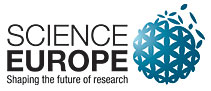 SCIENCE
EUROPE
Shaping the future of research